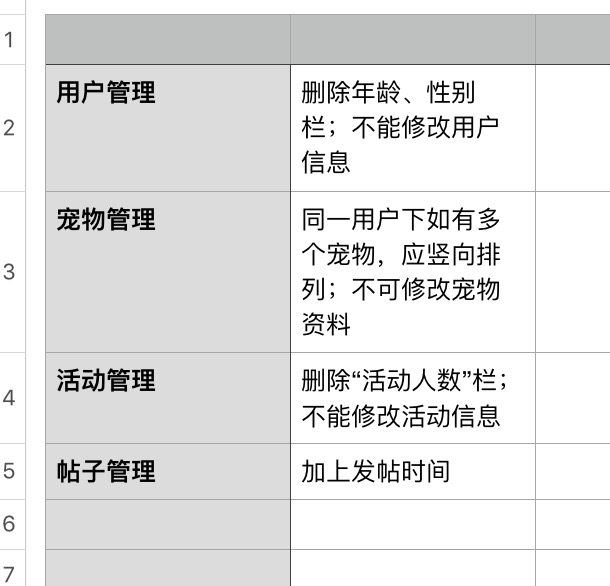 1
2
用户管理
删除年龄、性别
栏；不能修改用户
信息
3
宠物管理
同一用户下如有多
个宠物，应竖向排
列；不可修改宠物
资料
4
活动管理
删除“活动人数”栏；
不能修改活动信息
5
帖子管理
加上发帖时间
6
7